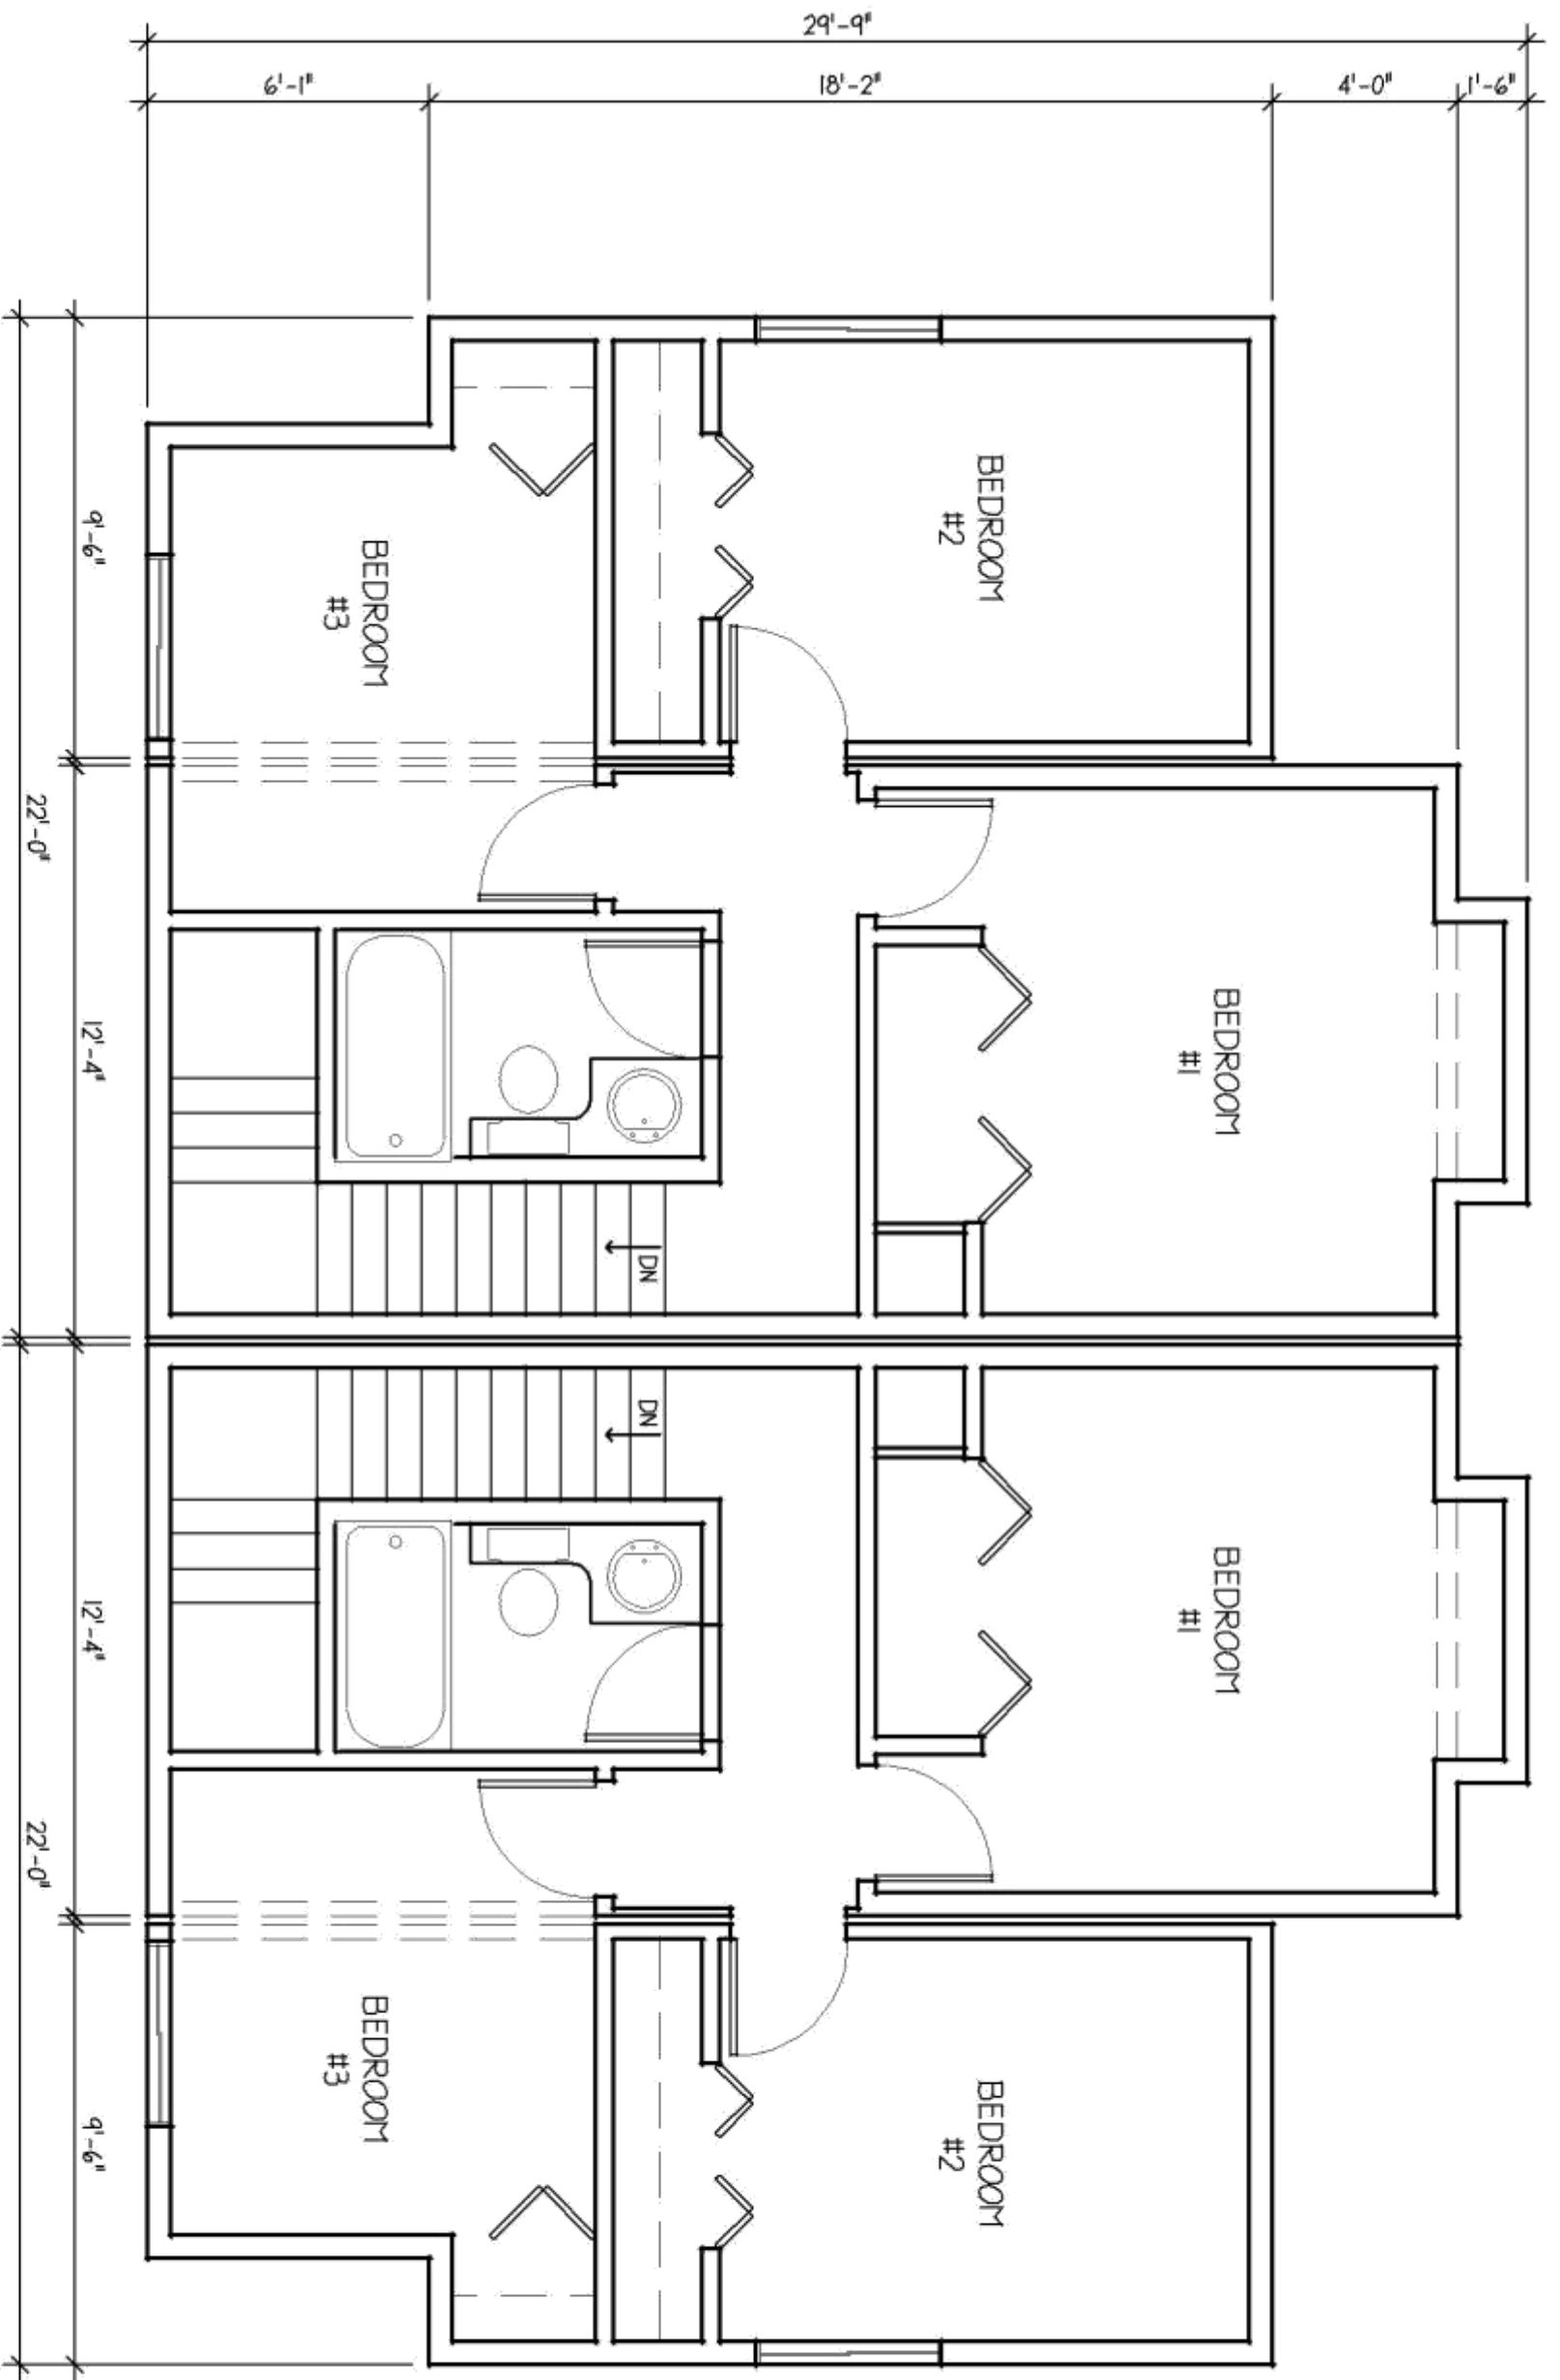 29'-9"
6'-1"
18'-2"
4'-0"
1'-6"
BEDROOM
#2
BEDROOM
#3
9'-6"
22'-0"
BEDROOM
#1
12'-4"
DN
DN
BEDROOM
#1
12'-4"
22'-0"
BEDROOM
#3
BEDROOM
#2
9'-6"